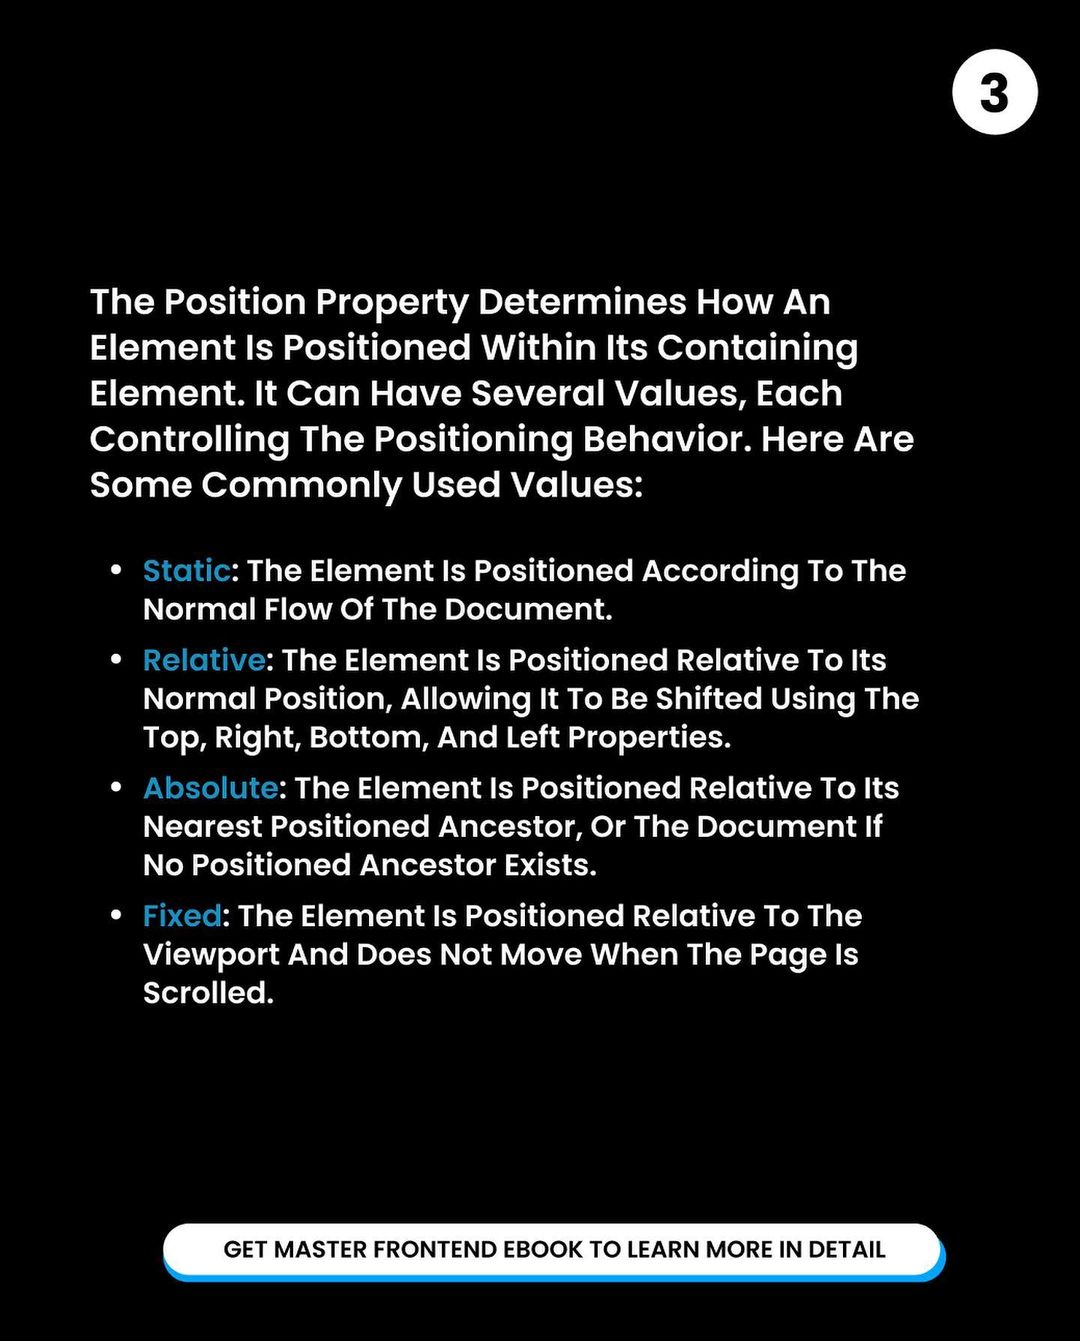 3
The Position Property Determines How An
Element Is Positioned Within Its Containing
Element. It Can Have Several Values, Each
Controlling The Positioning Behavior. Here Are
Some Commonly Used Values:
• Static: The Element Is Positioned According To The
Normal Flow Of The Document.
• Relative: The Element Is Positioned Relative To Its
Normal Position, Allowing It To Be Shifted Using The
Top, Right, Bottom, And Left Properties.
• Absolute: The Element Is Positioned Relative To Its
Nearest Positioned Ancestor, Or The Document If
No Positioned Ancestor Exists.
• Fixed: The Element Is Positioned Relative To The
Viewport And Does Not Move When The Page Is
Scrolled.
GET MASTER FRONTEND EBOOK TO LEARN MORE IN DETAIL